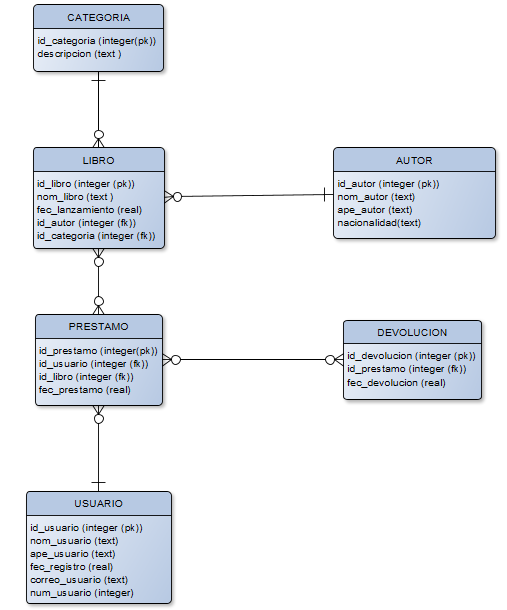 CATEGORIA
id_categoria (integer(pk))
descripcion (text )
LIBRO
id_libro (integer (pk))
nom_libro (text )
fec_lanzamiento (real)
id_autor (integer (fk))
id_categoria (integer (fk))
AUTOR
id_autor (integer (pk))
nom_autor (text)
ape_autor (text)
nacionalidad(text)
PRESTAMO
id_prestamo (integer(pk))
id_usuario (integer (fk))
id_libro (integer (fk))
fec_prestamo (real)
DEVOLUCION
id_devolucion (integer (pk))
id_prestamo (integer (fk))
fec_devolucion (real)
USUARIO
id_usuario (integer (pk))
nom_usuario (text)
ape_usuario (text)
fec_registro (real)
correo_usuario (text)
num_usuario (integer)